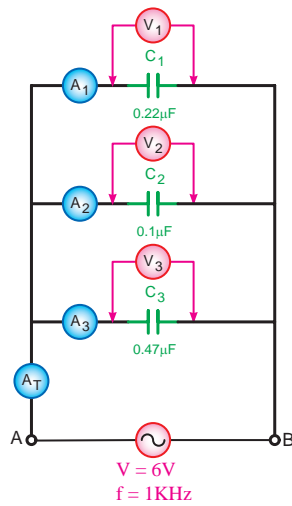 V1
A1
C1
0.22µF
V2
A2
C2
0.1µF
V3
A3
C3
0.47µF
AT
A
B
V = 6V
f = 1KHz